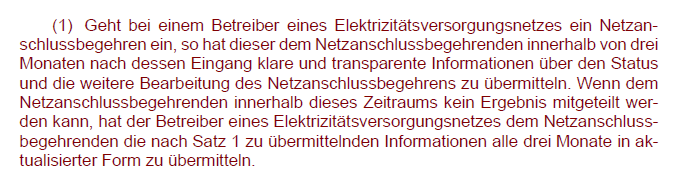 (1) Geht bei einem Betreiber eines Elektrizitätsversorgungsnetzes ein Netzan-
schlussbegehren ein, so hat dieser dem Netzanschlussbegehrenden innerhalb von drei
Monaten nach dessen Eingang klare und transparente Informationen über den Status
und die weitere Bearbeitung des Netzanschlussbegehrens zu übermitteln. Wenn dem
Netzanschlussbegehrenden innerhalb dieses Zeitraums kein Ergebnis mitgeteilt wer-
den kann, hat der Betreiber eines Elektrizitätsversorgungsnetzes dem Netzanschluss-
begehrenden die nach Satz 1 zu übermittelnden Informationen alle drei Monate in ak-
tualisierter Form zu übermitteln.